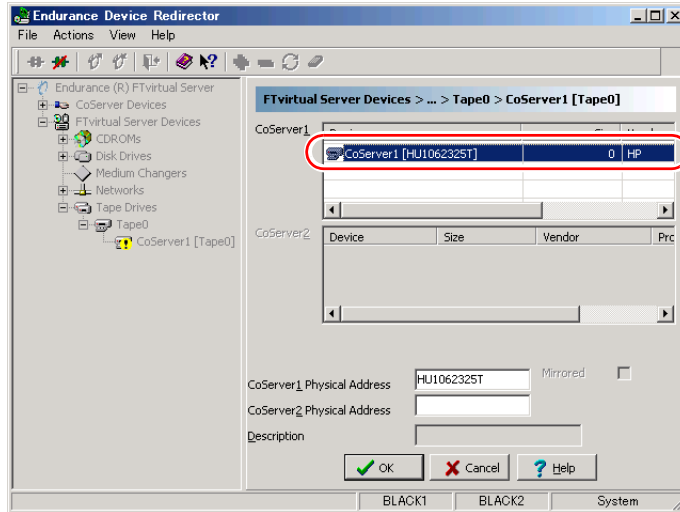 Endurance Device Redirector
File Actions View Help
Endurance (R) FTvirtual Server
CoServer Devices
FTvirtual Server Devices
CDROMs
Disk Drives
Medium Changers
Networks
Tape Drives
Tape0
CoServer1 [Tape0]
FTvirtual Server Devices > ... > Tape0 > CoServer1 [Tape0]
CoServer1
CoServer1 [HU1062325T] 0 HP
CoServer2
Device Size Vendor Pro
CoServer1 Physical Address HU1062325T Mirrored
CoServer2 Physical Address
Description
OK Cancel Help
BLACK1 BLACK2 System